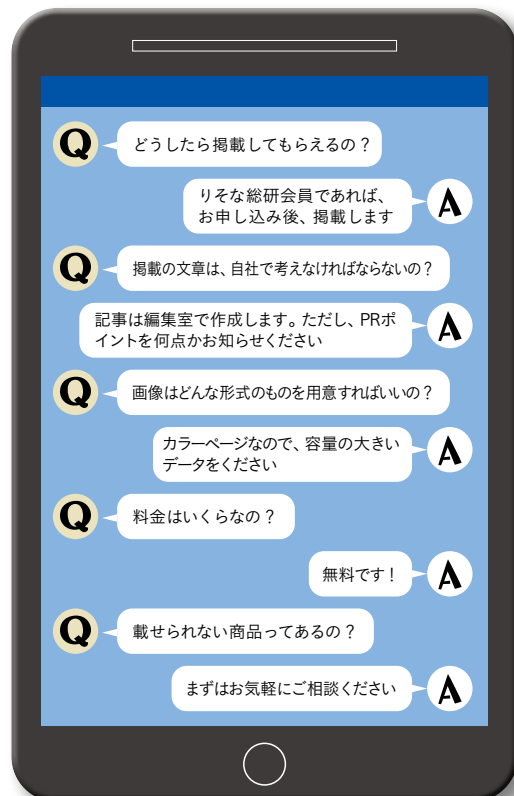 Q
どうしたら掲載してもらえるの？
りそな総研会員であれば、
お申し込み後、掲載します
A
Q
掲載の文章は、自社で考えなければならないの？
記事は編集室で作成します。ただし、PRポ
イントを何点かお知らせください
A
Q
画像はどんな形式のものを用意すればいいの？
カラーページなので、容量の大きい
データをください
A
Q
料金はいくらなの？
無料です！
A
Q
載せられない商品ってあるの？
まずはお気軽にご相談ください
A